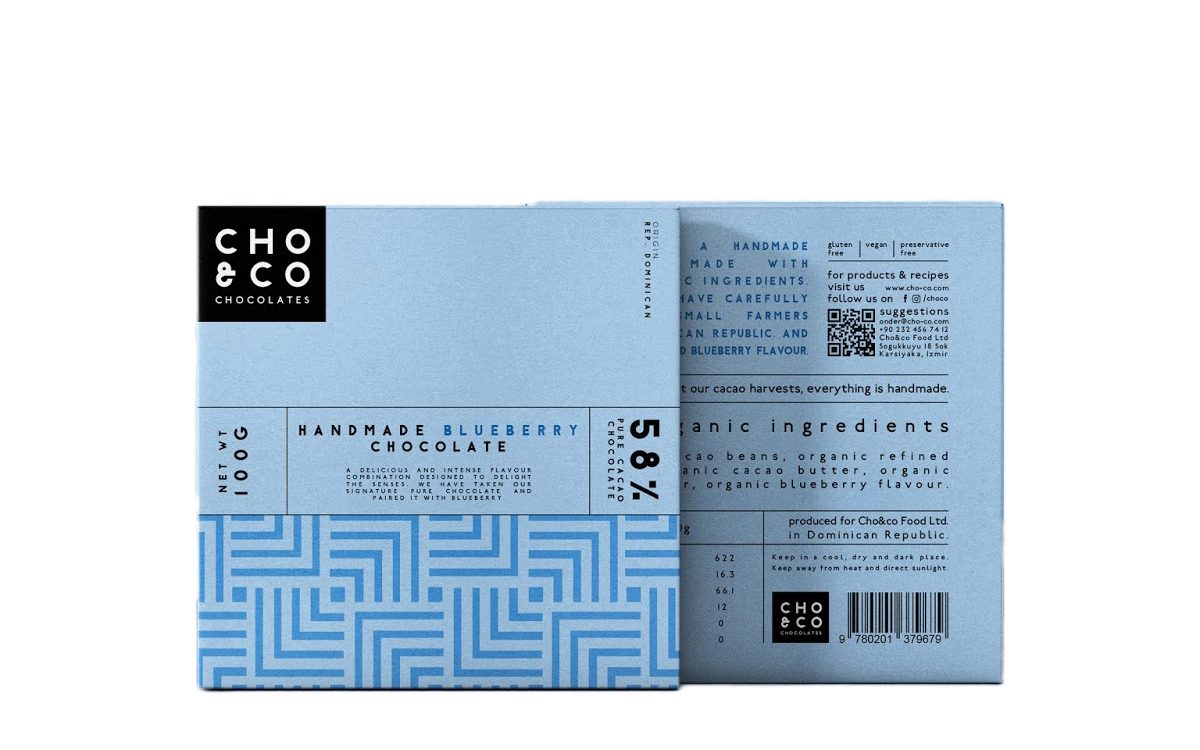 CHO
& CO
CHOCOLATES
ORIGIN
REP. DOMINICAN
NET WT
100G
HANDMADE BLUEBERRY
CHOCOLATE
A DELICIOUS AND INTENSE FLAVOUR
COMBINATION DESIGNED TO DELIGHT
THE SENSES. WE HAVE TAKEN OUR
SIGNATURE PURE CHOCOLATE AND
PAIRED IT WITH BLUEBERRY.
58%
PURE CACAO
CHOCOLATE
A HANDMADE
MADE WITH
C INGREDIENTS.
HAVE CAREFULLY
SMALL FARMERS
CAN REPUBLIC. AND
D BLUEBERRY FLAVOUR.
gluten free
vegan
preservative free
for products & recipes
visit us www.cho-co.com
follow us on f /choco
suggestions
onder@cho-co.com
+90 232 456 74 12
Cho&co Food Ltd
Sogukkuyu 18 Sok
Karsiyaka, Izmir
t our cacao harvests, everything is handmade.
ganic ingredients
cao beans, organic refined
anic cacao butter, organic
r, organic blueberry flavour.
0g
produced for Cho&co Food Ltd.
in Dominican Republic.
622
16.3
66.1
12
0
0
Keep in a cool, dry and dark place.
Keep away from heat and direct sunlight.
CHO
& CO
CHOCOLATES
9 780201 379679